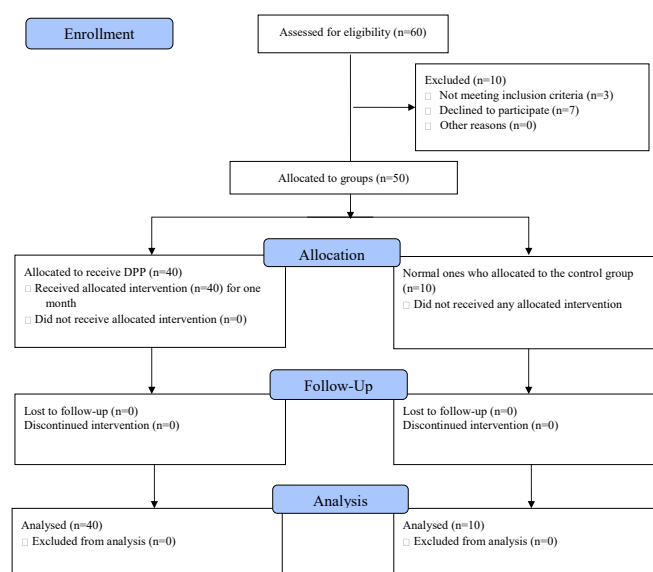 Enrollment
Assessed for eligibility (n=60)
Excluded (n=10)
□ Not meeting inclusion criteria (n=3)
□ Declined to participate (n=7)
□ Other reasons (n=0)
Allocated to groups (n=50)
Allocation
Allocated to receive DPP (n=40)
□ Received allocated intervention (n=40) for one
month
□ Did not receive allocated intervention (n=0)
Normal ones who allocated to the control group
(n=10)
□ Did not received any allocated intervention
Follow-Up
Lost to follow-up (n=0)
Discontinued intervention (n=0)
Lost to follow-up (n=0)
Discontinued intervention (n=0)
Analysis
Analysed (n=40)
□ Excluded from analysis (n=0)
Analysed (n=10)
□ Excluded from analysis (n=0)